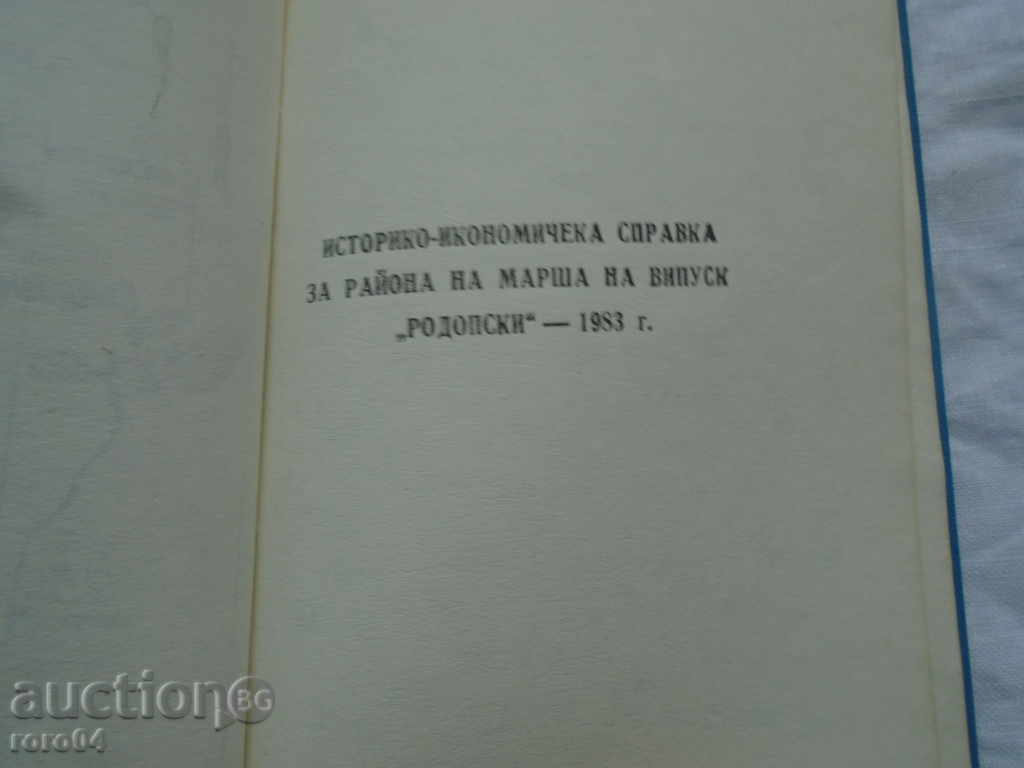 ИСТОРИКО-ИКОНОМИЧЕКА СПРАВКА
ЗА РАЙОНА НА МАРША НА ВИПУСК
„РОДОПСКИ“ — 1983 г.
auction BG
roro04